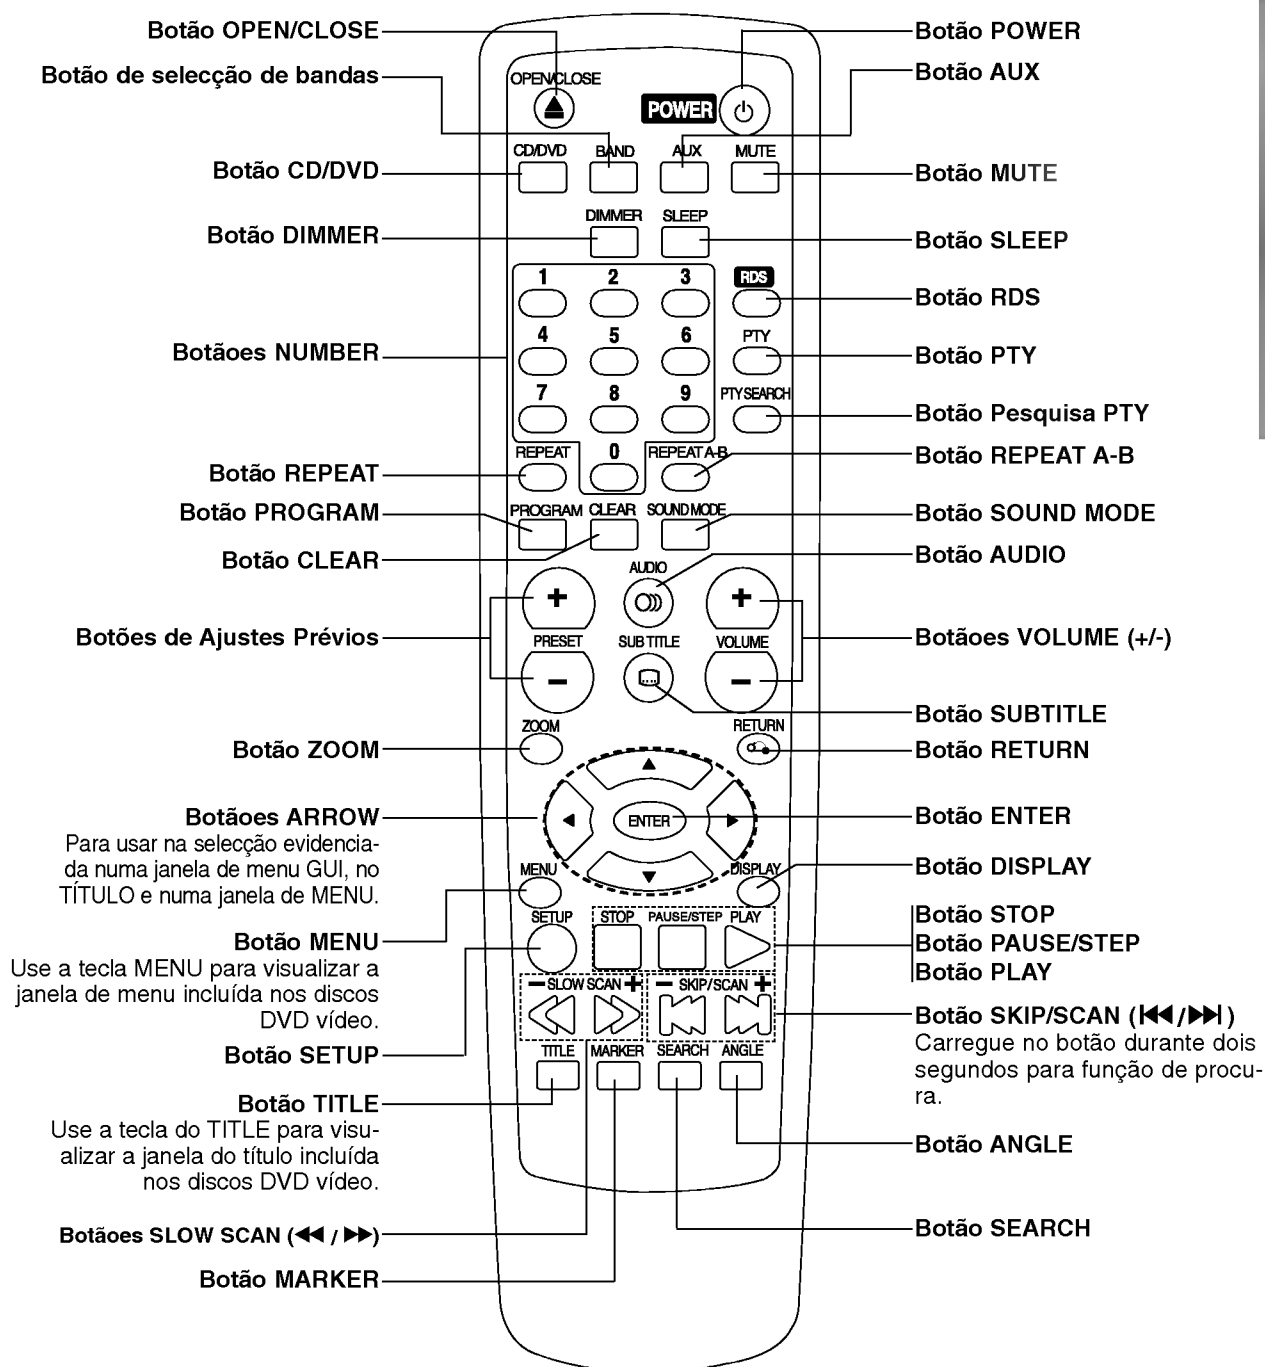 Botão OPEN/CLOSE
Botão de selecção de bandas
Botão CD/DVD
Botão DIMMER
Botãoes NUMBER
Botão REPEAT
Botão PROGRAM
Botão CLEAR
Botões de Ajustes Prévios
Botão ZOOM
Botãoes ARROW
Para usar na selecção evidencia-
da numa janela de menu GUI, no
TÍTULO e numa janela de MENU.
Botão MENU
Use a tecla MENU para visualizar a
janela de menu incluída nos discos
DVD vídeo.
Botão SETUP
Botão TITLE
Use a tecla do TITLE para visu-
alizar a janela do título incluída
nos discos DVD vídeo.
Botãoes SLOW SCAN (◀◀ / ▶▶)
Botão MARKER
OPEN/CLOSE
POWER
CD/DVD BAND AUX MUTE
DIMMER SLEEP
1 2 3 RDS
4 5 6 PTY
7 8 9 PTY SEARCH
REPEAT 0 REPEAT A-B
PROGRAM CLEAR SOUND MODE
AUDIO
+ +
PRESET SUB TITLE VOLUME
− −
ZOOM RETURN
▲
◀ ENTER ▶
▼
MENU DISPLAY
SETUP STOP PAUSE/STEP PLAY
− SLOW SCAN + − SKIP/SCAN +
TITLE MARKER SEARCH ANGLE
Botão POWER
Botão AUX
Botão MUTE
Botão SLEEP
Botão RDS
Botão PTY
Botão Pesquisa PTY
Botão REPEAT A-B
Botão SOUND MODE
Botão AUDIO
Botãoes VOLUME (+/-)
Botão SUBTITLE
Botão RETURN
Botão ENTER
Botão DISPLAY
Botão STOP
Botão PAUSE/STEP
Botão PLAY
Botão SKIP/SCAN (|◀◀/▶▶|)
Carregue no botão durante dois
segundos para função de procu-
ra.
Botão ANGLE
Botão SEARCH